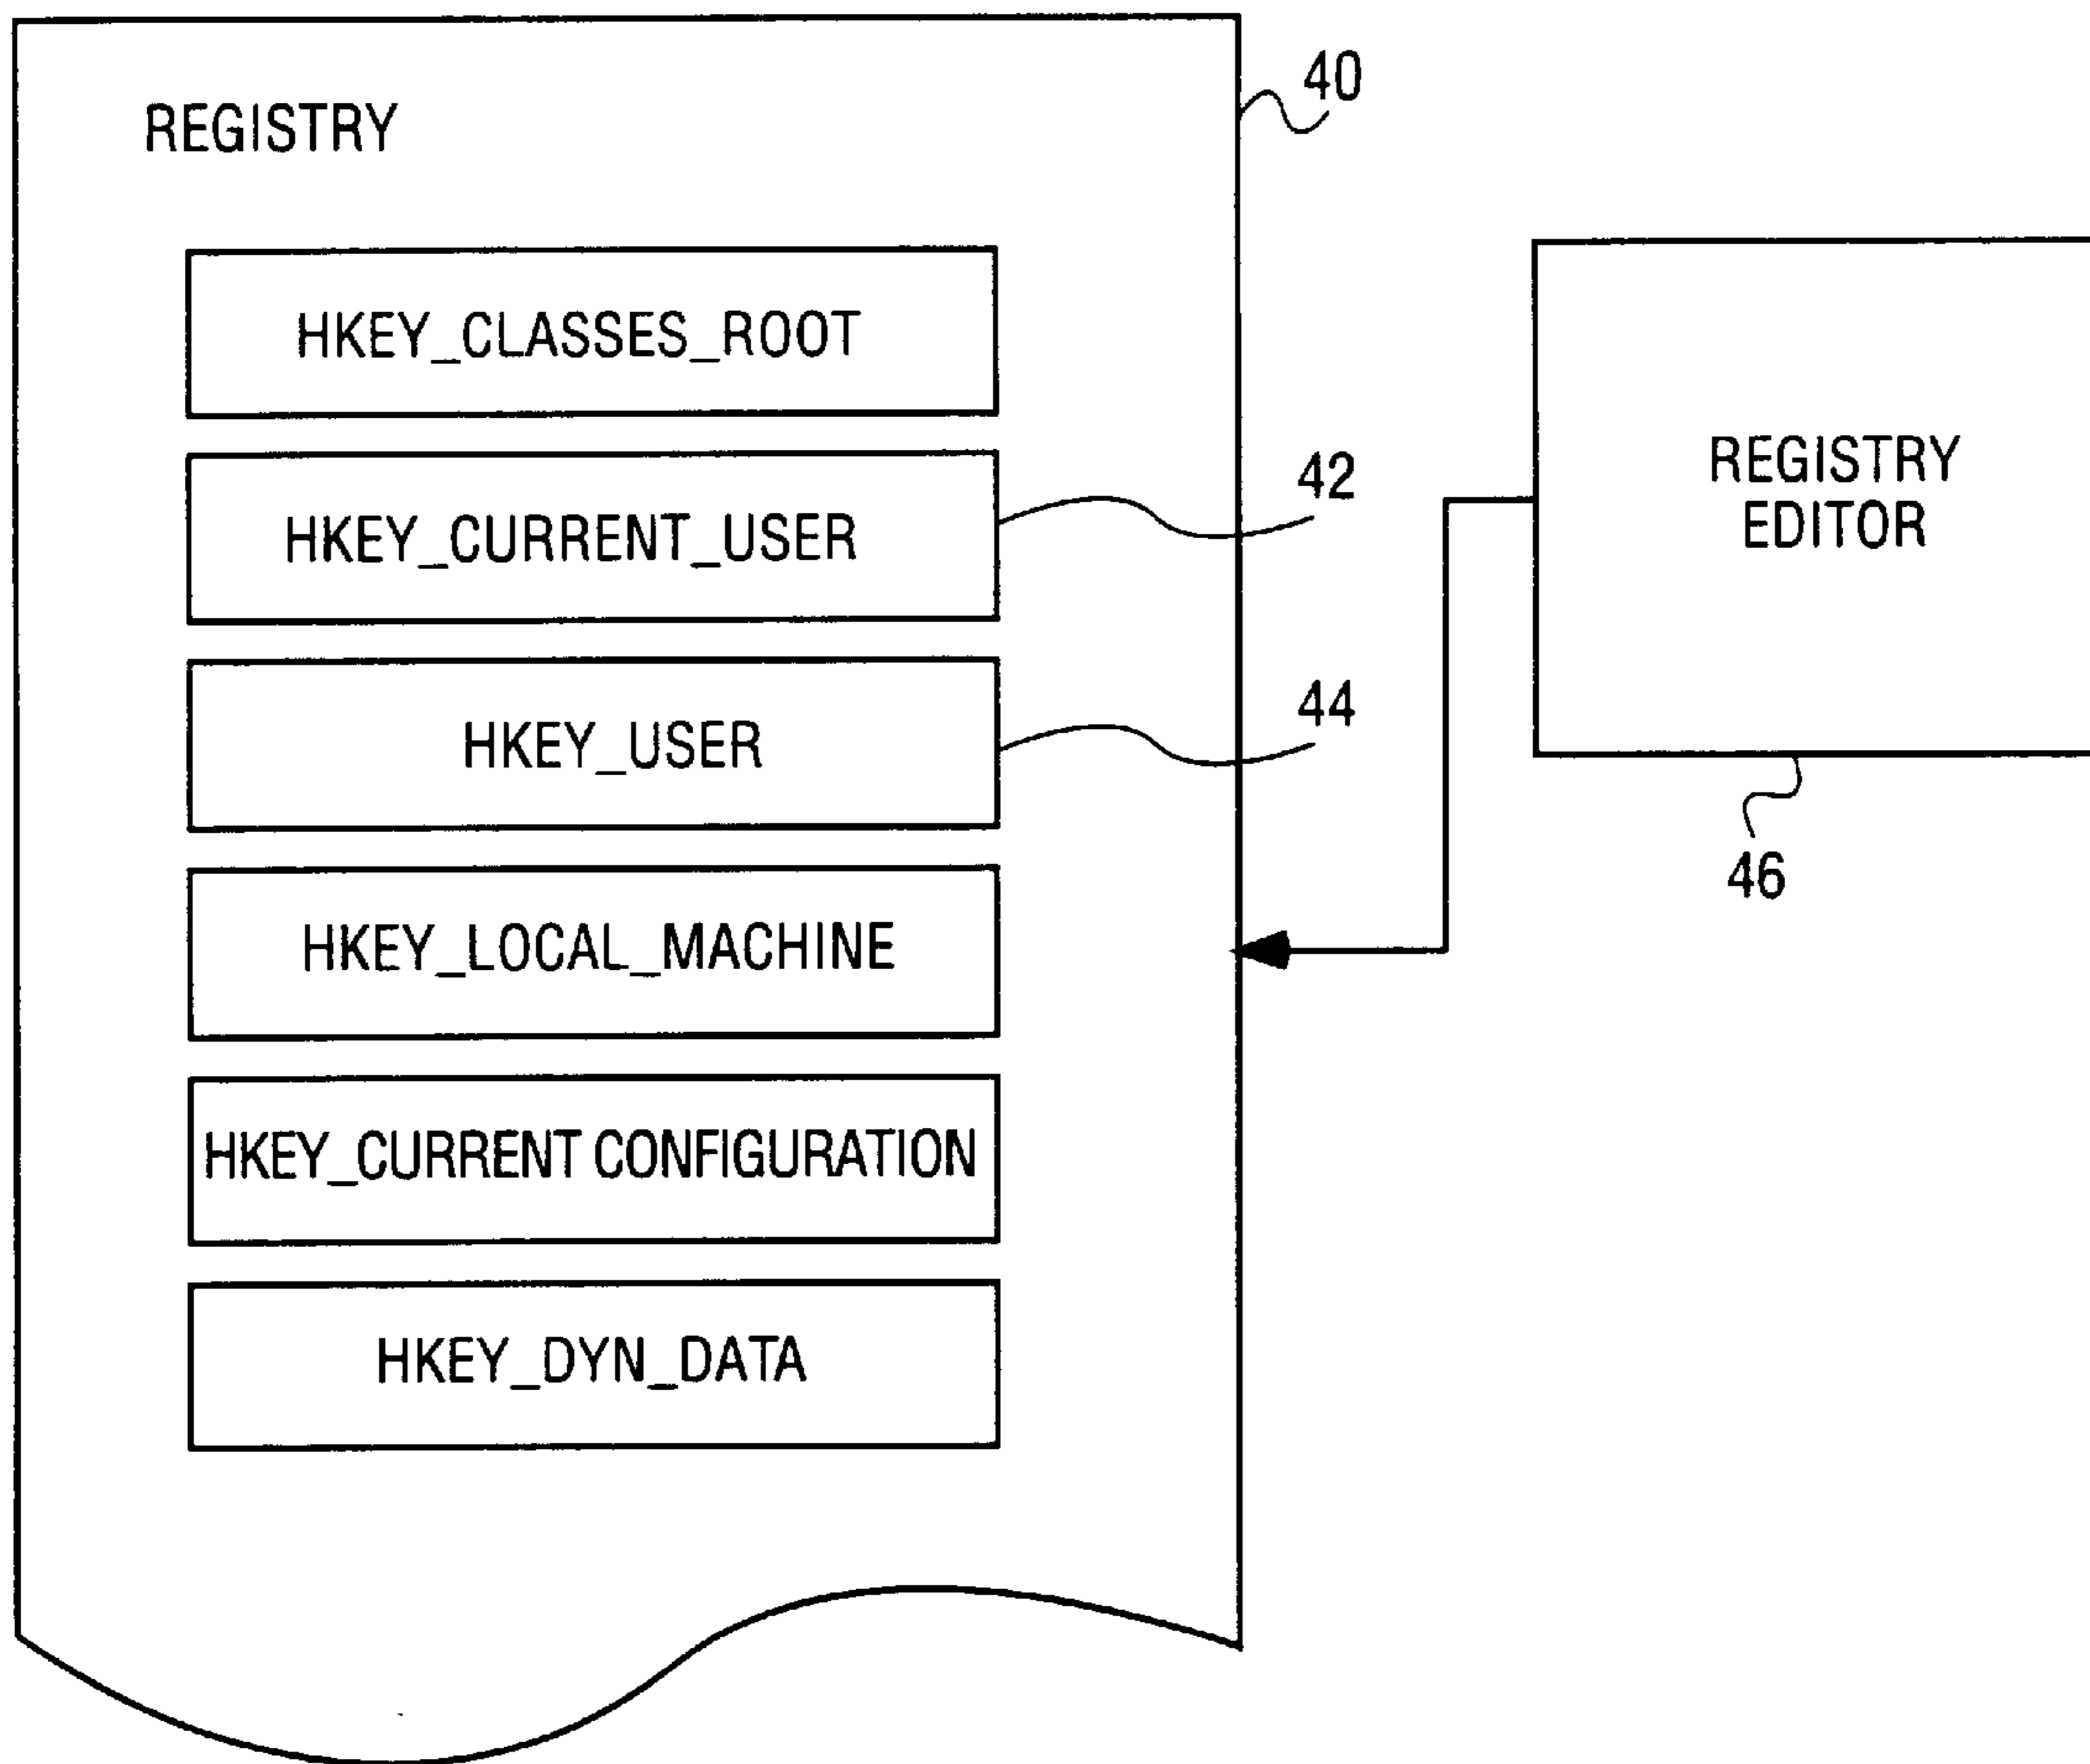 REGISTRY
40
HKEY_CLASSES_ROOT
HKEY_CURRENT_USER
42
HKEY_USER
44
HKEY_LOCAL_MACHINE
HKEY_CURRENT CONFIGURATION
HKEY_DYN_DATA
REGISTRY
EDITOR
46